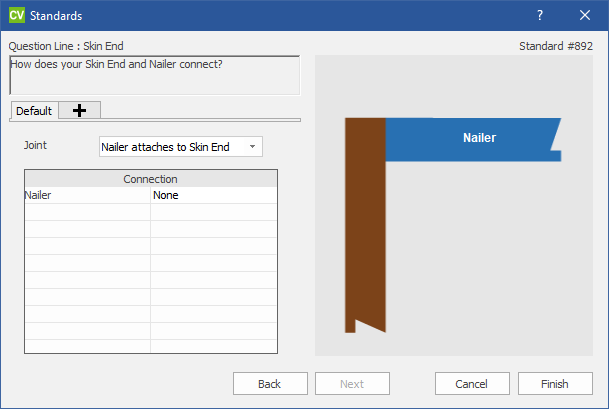 CV Standards ?
Question Line : Skin End
Standard #892
How does your Skin End and Nailer connect?
Default
Joint
Nailer attaches to Skin End
Connection
Nailer None
Nailer
Back Next Cancel Finish